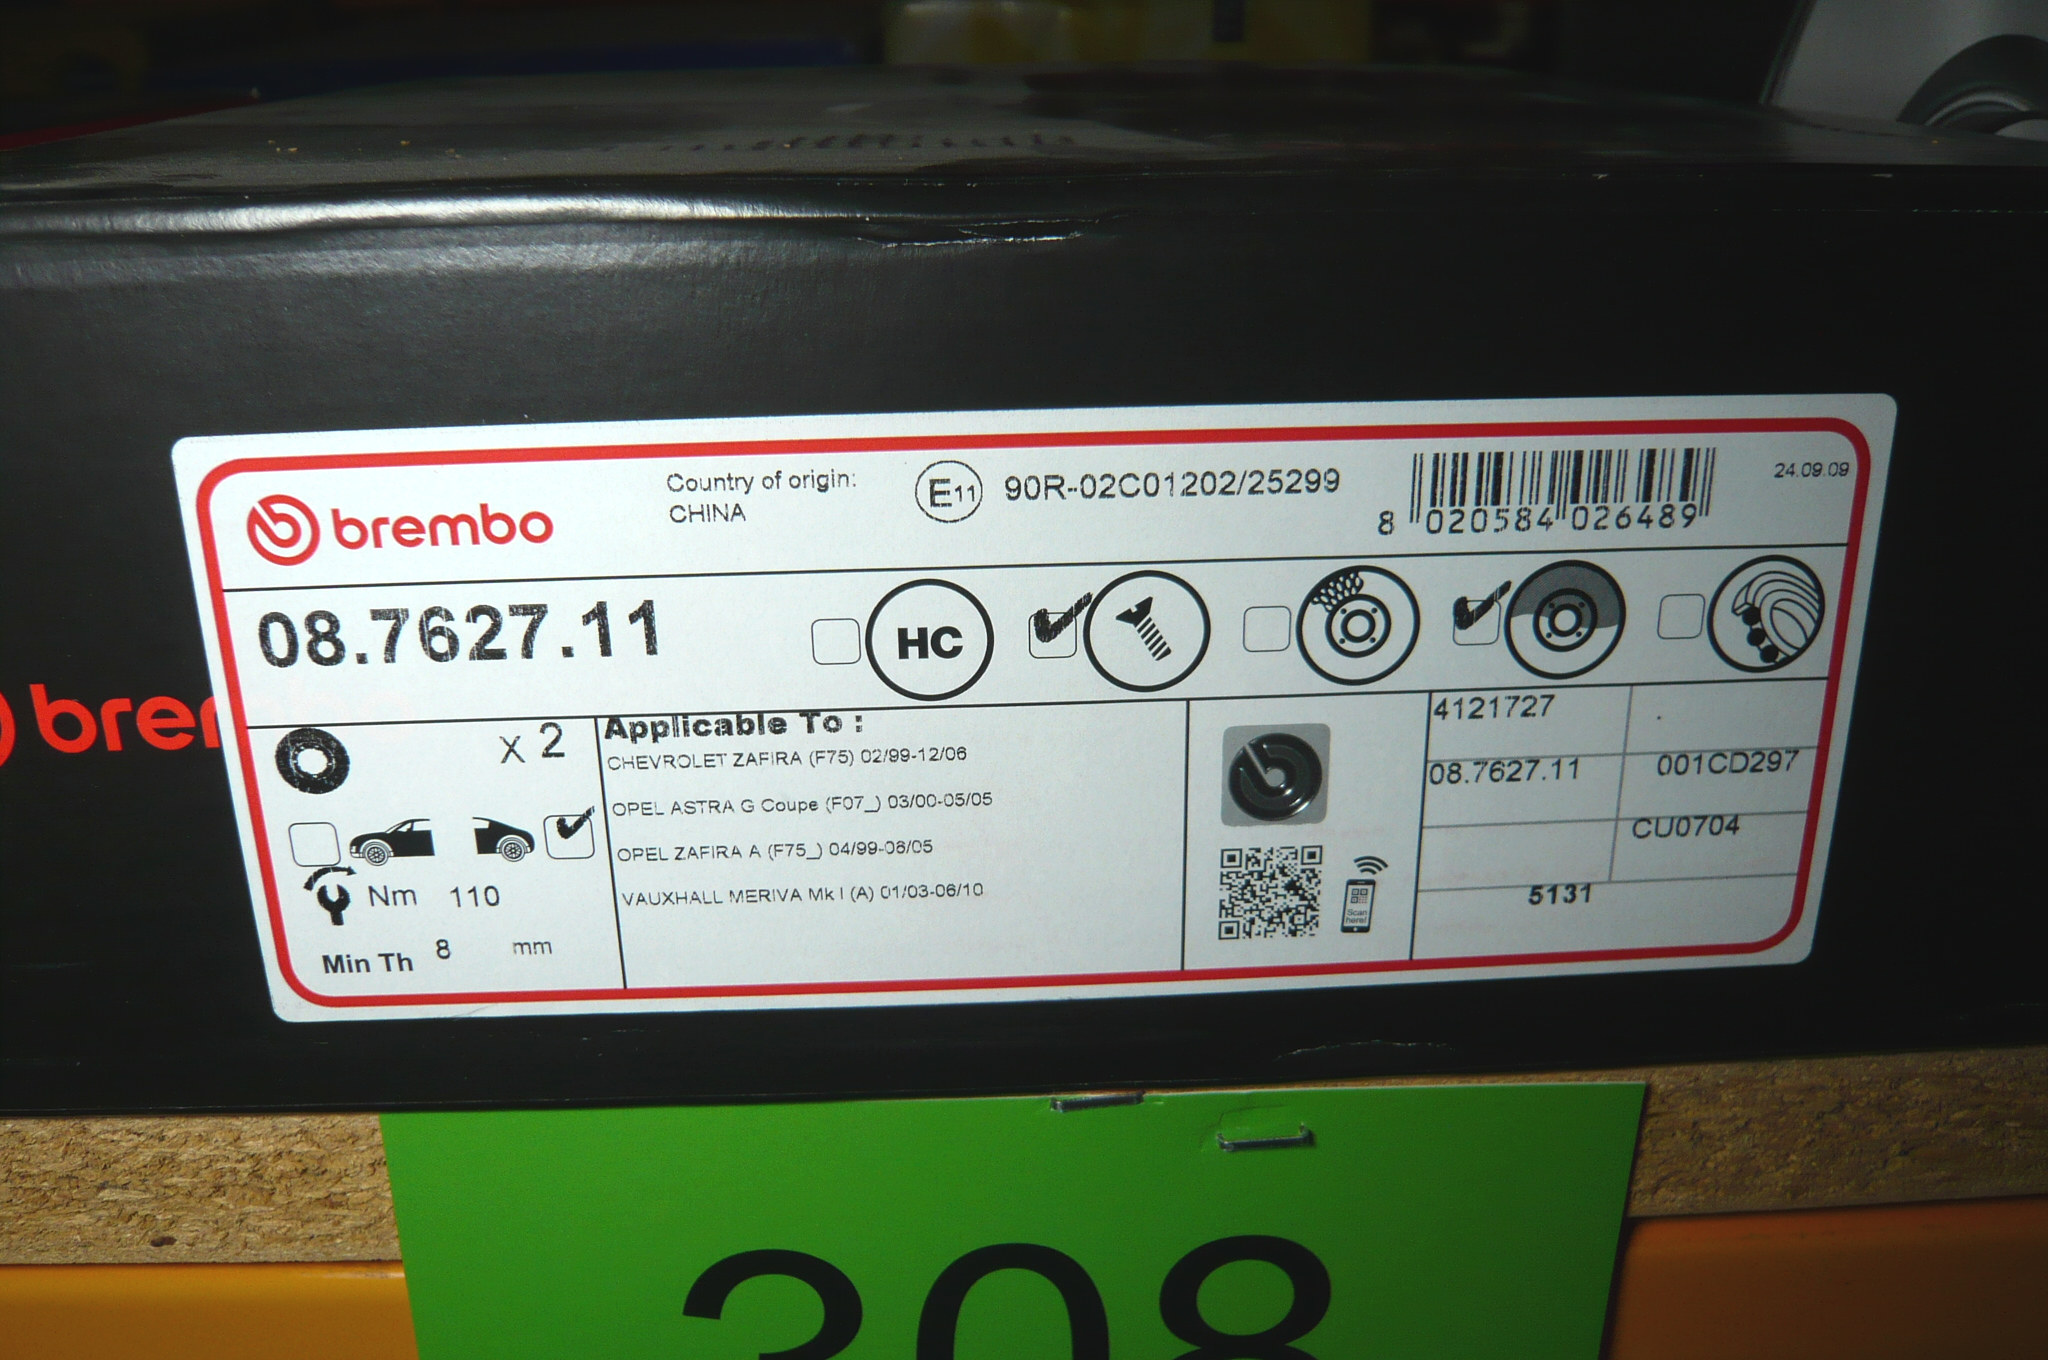 brembo
Country of origin:
CHINA
E11
90R-02C01202/25299
8 020584 026489
24.09.09
08.7627.11
HC
brem
X 2
Nm 110
Min Th 8 mm
Applicable To :
CHEVROLET ZAFIRA (F75) 02/99-12/06
OPEL ASTRA G Coupe (F07_) 03/00-05/05
OPEL ZAFIRA A (F75_) 04/99-06/05
VAUXHALL MERIVA Mk I (A) 01/03-06/10
Scan
here!
4121727
08.7627.11 001CD297
CU0704
5131
308